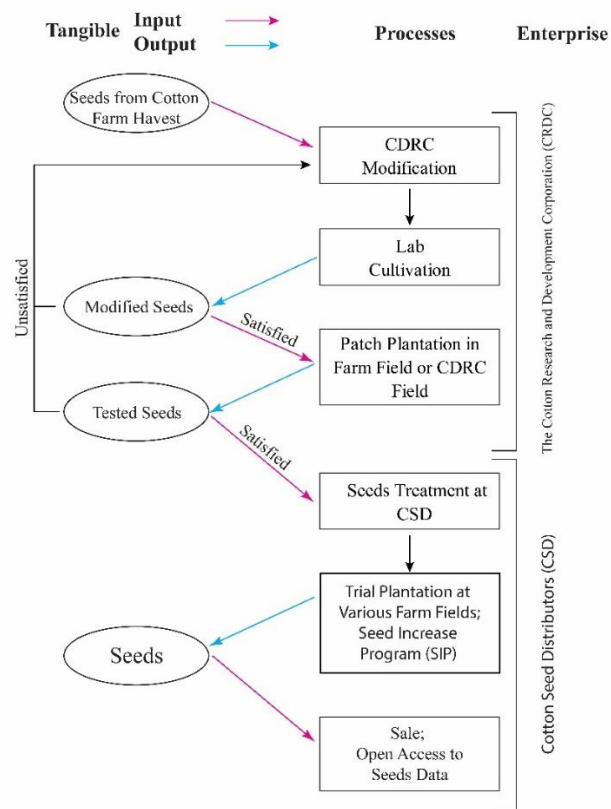 Tangible
Input
Output
Processes
Enterprise
Seeds from Cotton
Farm Havest
CDRC
Modification
Lab
Cultivation
Modified Seeds
Satisfied
Patch Plantation in
Farm Field or CDRC
Field
Unsatisficd
Tested Seeds
Satisfied
The Cotton Research and Development Corporation (CRDC)
Seeds Treatment at
CSD
Trial Plantation at
Various Farm Fields;
Seed Increase
Program (SIP)
Seeds
Cotton Seed Distributors (CSD)
Sale;
Open Access to
Seeds Data